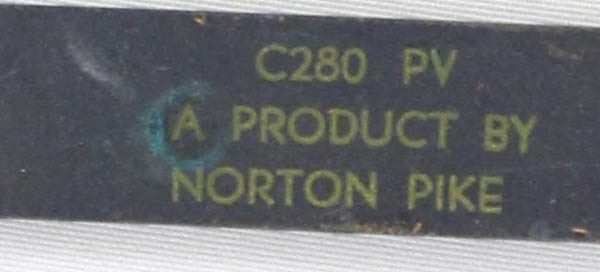 C280 PV
A PRODUCT BY
NORTON PIKE